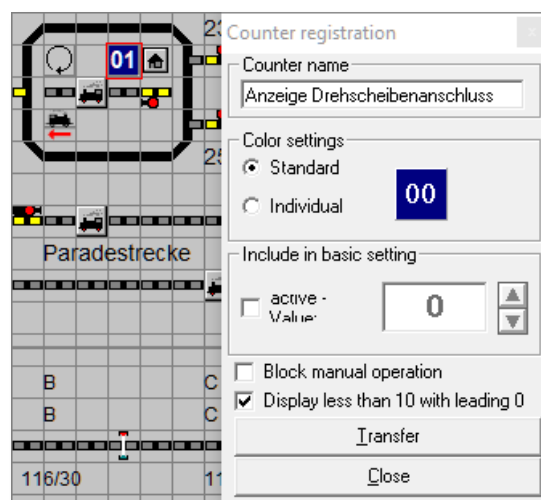 23
01
25
Paradestrecke
B
C
B
C
116/30
11
Counter registration
x
Counter name
Anzeige Drehscheibenanschluss
Color settings
Standard
Individual
00
Include in basic setting
active -
Value:
0
Block manual operation
Display less than 10 with leading 0
Transfer
Close